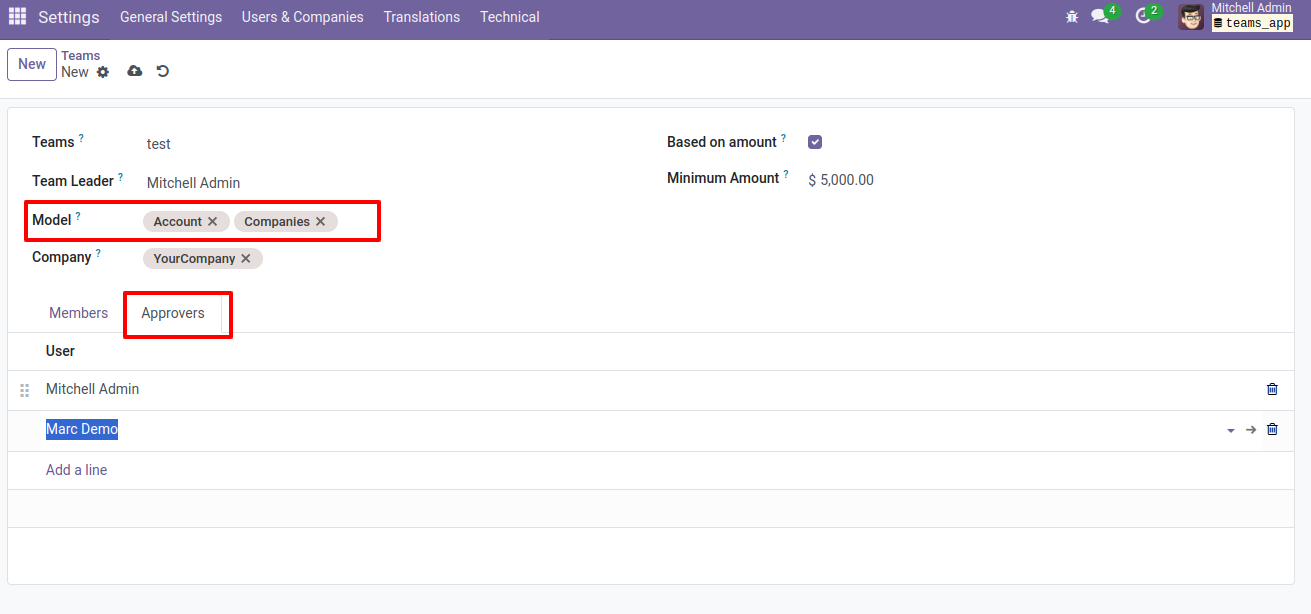 Settings General Settings Users & Companies Translations Technical 4 2 Mitchell Admin
teams_app
New Teams
New
Teams ? test
Based on amount ?
Team Leader ? Mitchell Admin
Minimum Amount ? $ 5,000.00
Model ? Account Companies
Company ? YourCompany
Members Approvers
User
Mitchell Admin
Marc Demo
Add a line